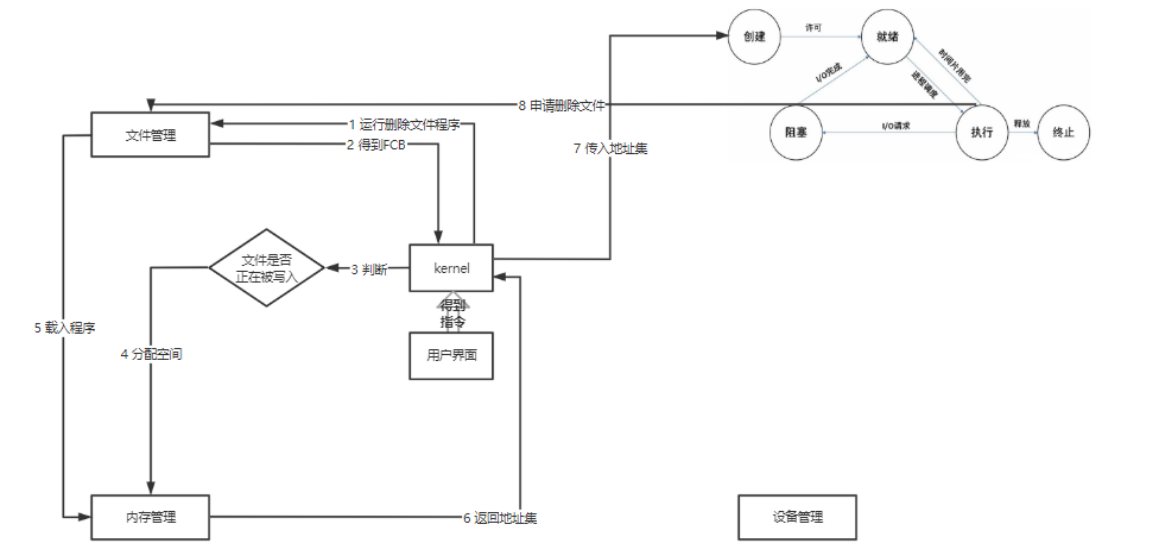 创建
许可
就绪
I/O完成
进程调度
时间片用完
8 申请删除文件
1 运行删除文件程序
文件管理
2 得到FCB
阻塞
I/O请求
执行
释放
终止
7 传入地址集
文件是否
正在被写入
3 判断
kernel
得到
指令
5 载入程序
4 分配空间
用户界面
内存管理
6 返回地址集
设备管理